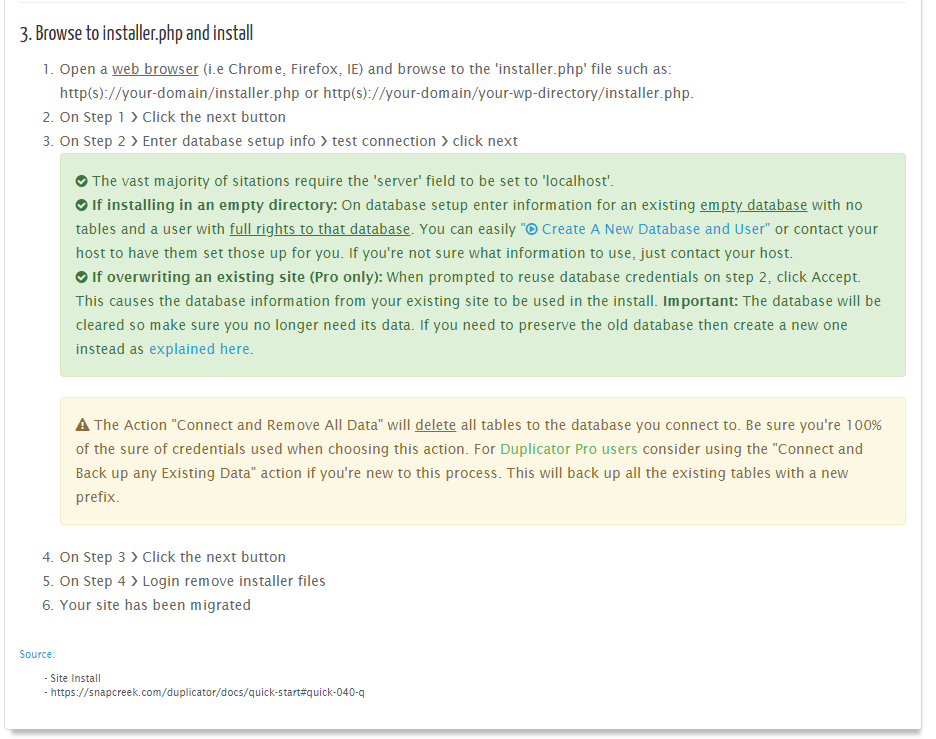 3. Browse to installer.php and install
1. Open a web browser (i.e Chrome, Firefox, IE) and browse to the 'installer.php' file such as:
http(s)://your-domain/installer.php or http(s)://your-domain/your-wp-directory/installer.php.
2. On Step 1 > Click the next button
3. On Step 2 > Enter database setup info > test connection > click next
The vast majority of sitations require the 'server' field to be set to 'localhost'.
If installing in an empty directory: On database setup enter information for an existing empty database with no
tables and a user with full rights to that database. You can easily "Create A New Database and User" or contact your
host to have them set those up for you. If you're not sure what information to use, just contact your host.
If overwriting an existing site (Pro only): When prompted to reuse database credentials on step 2, click Accept.
This causes the database information from your existing site to be used in the install. Important: The database will be
cleared so make sure you no longer need its data. If you need to preserve the old database then create a new one
instead as explained here.
The Action "Connect and Remove All Data" will delete all tables to the database you connect to. Be sure you're 100%
of the sure of credentials used when choosing this action. For Duplicator Pro users consider using the "Connect and
Back up any Existing Data" action if you're new to this process. This will back up all the existing tables with a new
prefix.
4. On Step 3 > Click the next button
5. On Step 4 > Login remove installer files
6. Your site has been migrated
Source:
- Site Install
- https://snapcreek.com/duplicator/docs/quick-start#quick-040-q